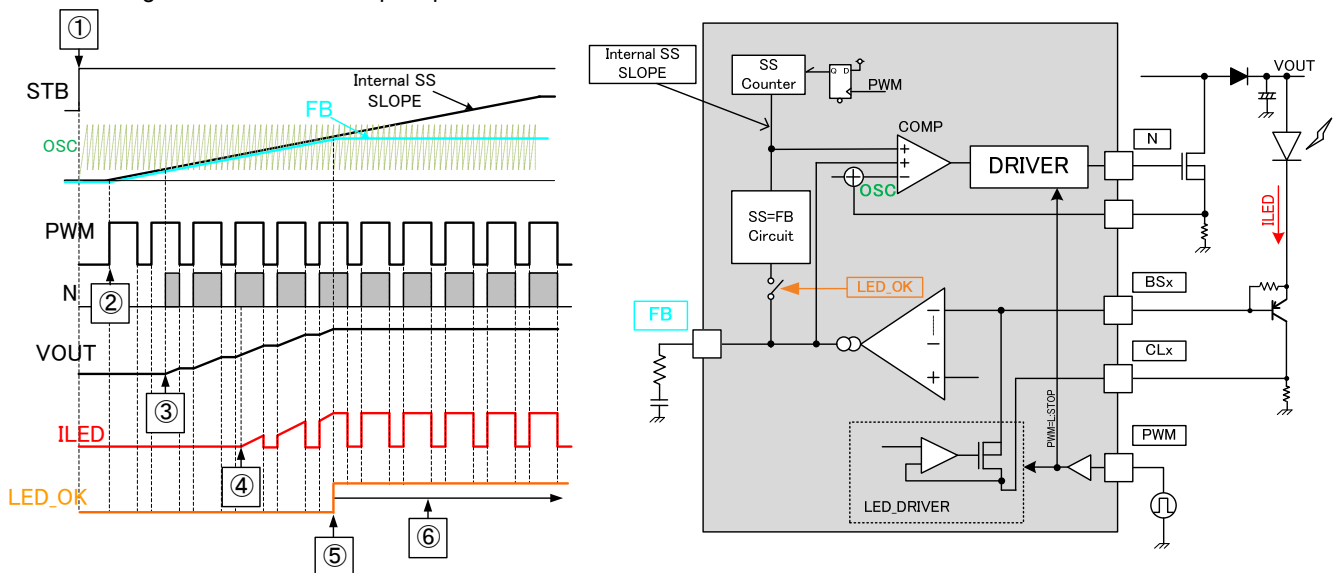 ①
STB
Internal SS
SLOPE
FB
OSC
PWM
N
②
VOUT
③
ILED
④
LED_OK
⑤
⑥
Internal SS
SLOPE
SS
Counter
Q D
PWM
COMP
OSC
DRIVER
N
VOUT
ILED
SS=FB
Circuit
LED_OK
FB
BSx
CLx
PWM=L:STOP
PWM
LED_DRIVER